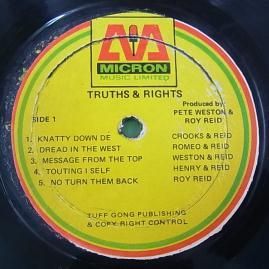 MICRON
MUSIC LIMITED
TRUTHS & RIGHTS
Produced by:
PETE WESTON &
ROY REID
SIDE 1
1. KNATTY DOWN DE CROOKS & REID
2. DREAD IN THE WEST ROMEO & REID
3. MESSAGE FROM THE TOP WESTON & REID
4. TOUTING I SELF HENRY & REID
5. NO TURN THEM BACK ROY REID
TUFF GONG PUBLISHING
& COPY RIGHT CONTROL